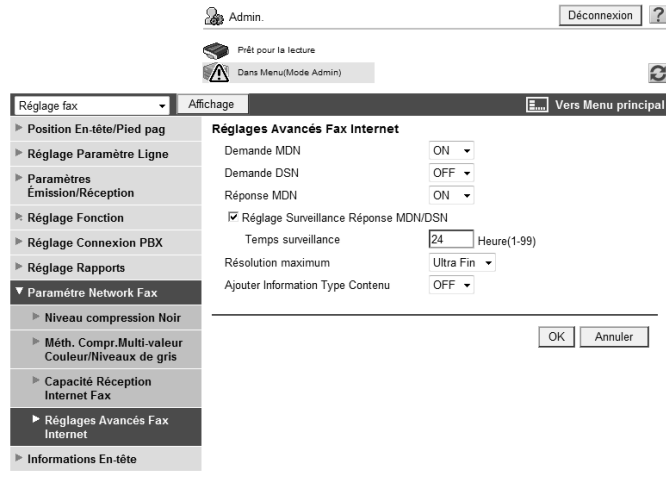 Admin.
Déconnexion
?
Prêt pour la lecture
Dans Menu(Mode Admin)
Réglage fax
Affichage
Vers Menu principal
Position En-tête/Pied pag
Réglage Paramètre Ligne
Paramètres
Émission/Réception
Réglage Fonction
Réglage Connexion PBX
Réglage Rapports
Paramétre Network Fax
Niveau compression Noir
Méth. Compr.Multi-valeur
Couleur/Niveaux de gris
Capacité Réception
Internet Fax
Réglages Avancés Fax
Internet
Informations En-tête
Réglages Avancés Fax Internet
Demande MDN ON
Demande DSN OFF
Réponse MDN ON
Réglage Surveillance Réponse MDN/DSN
Temps surveillance 24 Heure(1-99)
Résolution maximum Ultra Fin
Ajouter Information Type Contenu OFF
OK Annuler